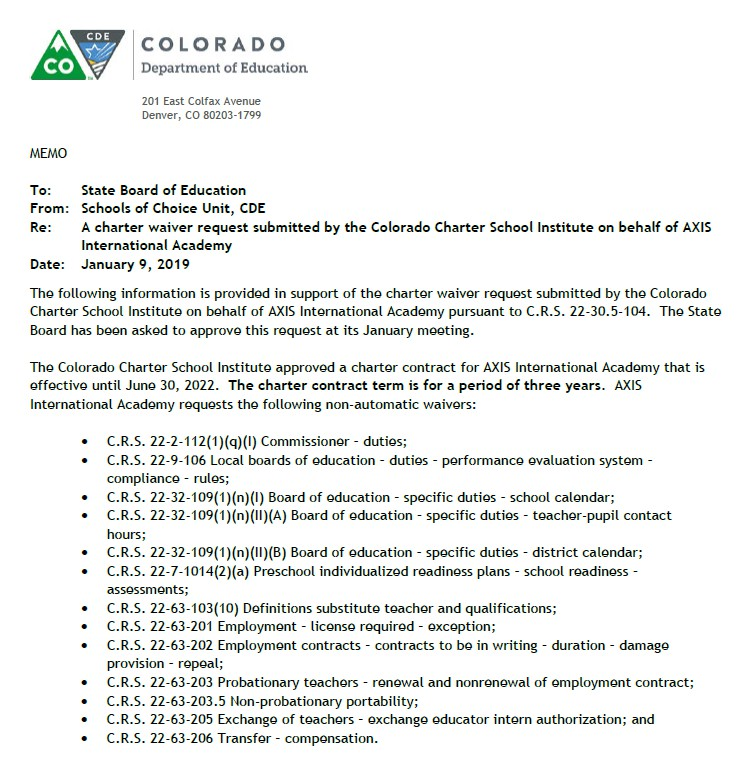 CDE
CO
COLORADO
Department of Education
201 East Colfax Avenue
Denver, CO 80203-1799
MEMO
To: State Board of Education
From: Schools of Choice Unit, CDE
Re: A charter waiver request submitted by the Colorado Charter School Institute on behalf of AXIS
International Academy
Date: January 9, 2019
The following information is provided in support of the charter waiver request submitted by the Colorado
Charter School Institute on behalf of AXIS International Academy pursuant to C.R.S. 22-30.5-104. The State
Board has been asked to approve this request at its January meeting.
The Colorado Charter School Institute approved a charter contract for AXIS International Academy that is
effective until June 30, 2022. The charter contract term is for a period of three years. AXIS
International Academy requests the following non-automatic waivers:
• C.R.S. 22-2-112(1)(q)(I) Commissioner - duties;
• C.R.S. 22-9-106 Local boards of education - duties - performance evaluation system -
compliance - rules;
• C.R.S. 22-32-109(1)(n)(I) Board of education - specific duties - school calendar;
• C.R.S. 22-32-109(1)(n)(II)(A) Board of education - specific duties - teacher-pupil contact
hours;
• C.R.S. 22-32-109(1)(n)(II)(B) Board of education - specific duties - district calendar;
• C.R.S. 22-7-1014(2)(a) Preschool individualized readiness plans - school readiness -
assessments;
• C.R.S. 22-63-103(10) Definitions substitute teacher and qualifications;
• C.R.S. 22-63-201 Employment - license required - exception;
• C.R.S. 22-63-202 Employment contracts - contracts to be in writing - duration - damage
provision - repeal;
• C.R.S. 22-63-203 Probationary teachers - renewal and nonrenewal of employment contract;
• C.R.S. 22-63-203.5 Non-probationary portability;
• C.R.S. 22-63-205 Exchange of teachers - exchange educator intern authorization; and
• C.R.S. 22-63-206 Transfer - compensation.